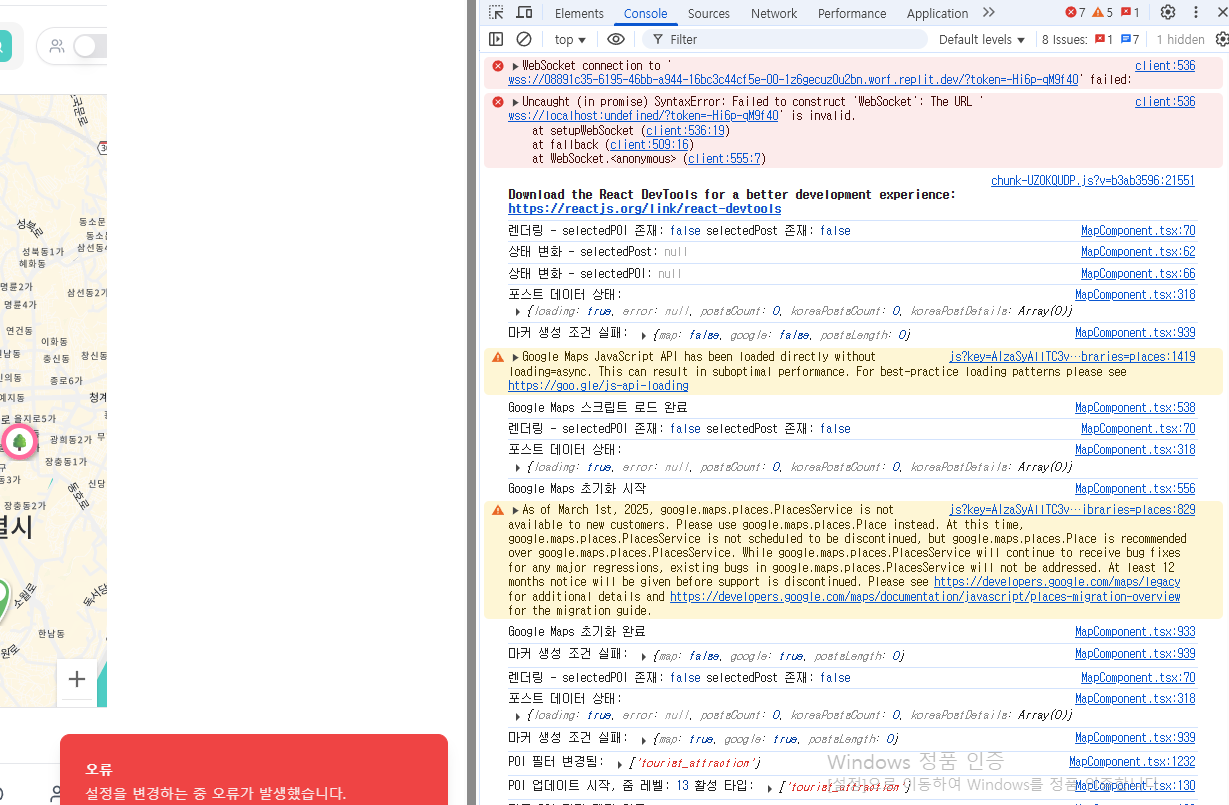 Elements Console Sources Network Performance Application 7 5 1
top Filter Default levels 8 Issues: 1 7 1 hidden
WebSocket connection to ' client:536
wss://08891c35-6195-46bb-a944-16bc3c44cf5e-00-1z6gecuz0u2bn.worf.replit.dev/?token=-Hi6p-qM9f40' failed:
Uncaught (in promise) SyntaxError: Failed to construct 'WebSocket': The URL ' client:536
wss://localhost:undefined/?token=-Hi6p-qM9f40' is invalid.
at setupWebSocket (client:536:19)
at fallback (client:509:16)
at WebSocket.<anonymous> (client:555:7)
chunk-UZOKQUDP.js?v=b3ab3596:21551
Download the React DevTools for a better development experience:
https://reactjs.org/link/react-devtools
렌더링 - selectedPOI 존재: false selectedPost 존재: false MapComponent.tsx:70
상태 변화 - selectedPost: null MapComponent.tsx:62
상태 변화 - selectedPOI: null MapComponent.tsx:66
포스트 데이터 상태: MapComponent.tsx:318
{loading: true, error: null, postsCount: 0, koreaPostsCount: 0, koreaPostDetails: Array(0)}
마커 생성 조건 실패: {map: false, google: false, postsLength: 0} MapComponent.tsx:939
Google Maps JavaScript API has been loaded directly without js?key=AIzaSyAllTC3v…braries=places:1419
loading=async. This can result in suboptimal performance. For best-practice loading patterns please see
https://goo.gle/js-api-loading
Google Maps 스크립트 로드 완료 MapComponent.tsx:538
렌더링 - selectedPOI 존재: false selectedPost 존재: false MapComponent.tsx:70
포스트 데이터 상태: MapComponent.tsx:318
{loading: true, error: null, postsCount: 0, koreaPostsCount: 0, koreaPostDetails: Array(0)}
Google Maps 초기화 시작 MapComponent.tsx:556
As of March 1st, 2025, google.maps.places.PlacesService is not js?key=AIzaSyAllTC3v…ibraries=places:829
available to new customers. Please use google.maps.places.Place instead. At this time,
google.maps.places.PlacesService is not scheduled to be discontinued, but google.maps.places.Place is recommended
over google.maps.places.PlacesService. While google.maps.places.PlacesService will continue to receive bug fixes
for any major regressions, existing bugs in google.maps.places.PlacesService will not be addressed. At least 12
months notice will be given before support is discontinued. Please see https://developers.google.com/maps/legacy
for additional details and https://developers.google.com/maps/documentation/javascript/places-migration-overview
for the migration guide.
Google Maps 초기화 완료 MapComponent.tsx:933
마커 생성 조건 실패: {map: false, google: true, postsLength: 0} MapComponent.tsx:939
렌더링 - selectedPOI 존재: false selectedPost 존재: false MapComponent.tsx:70
포스트 데이터 상태: MapComponent.tsx:318
{loading: true, error: null, postsCount: 0, koreaPostsCount: 0, koreaPostDetails: Array(0)}
마커 생성 조건 실패: {map: true, google: true, postsLength: 0} MapComponent.tsx:939
POI 필터 변경됨: ['tourist_attraction'] MapComponent.tsx:1232
POI 업데이트 시작, 줌 레벨: 13 활성 타입: ['tourist_attraction'] MapComponent.tsx:130
Windows 정품 인증
[설정]으로 이동하여 Windows를 정품 인증합니다.
성북로
동소문
동소
성북동1가
삼선동4
혜화동
명륜2가
삼선동2가
명륜4가
연건동
이화동
충신동
창신동
종로6가
예지동
청계
로 을지로5가
광희동2가
무
장충동1가
동3가
신당
동호로
장충동2가
별시
소월로
독서당
한남동
오류
설정을 변경하는 중 오류가 발생했습니다.